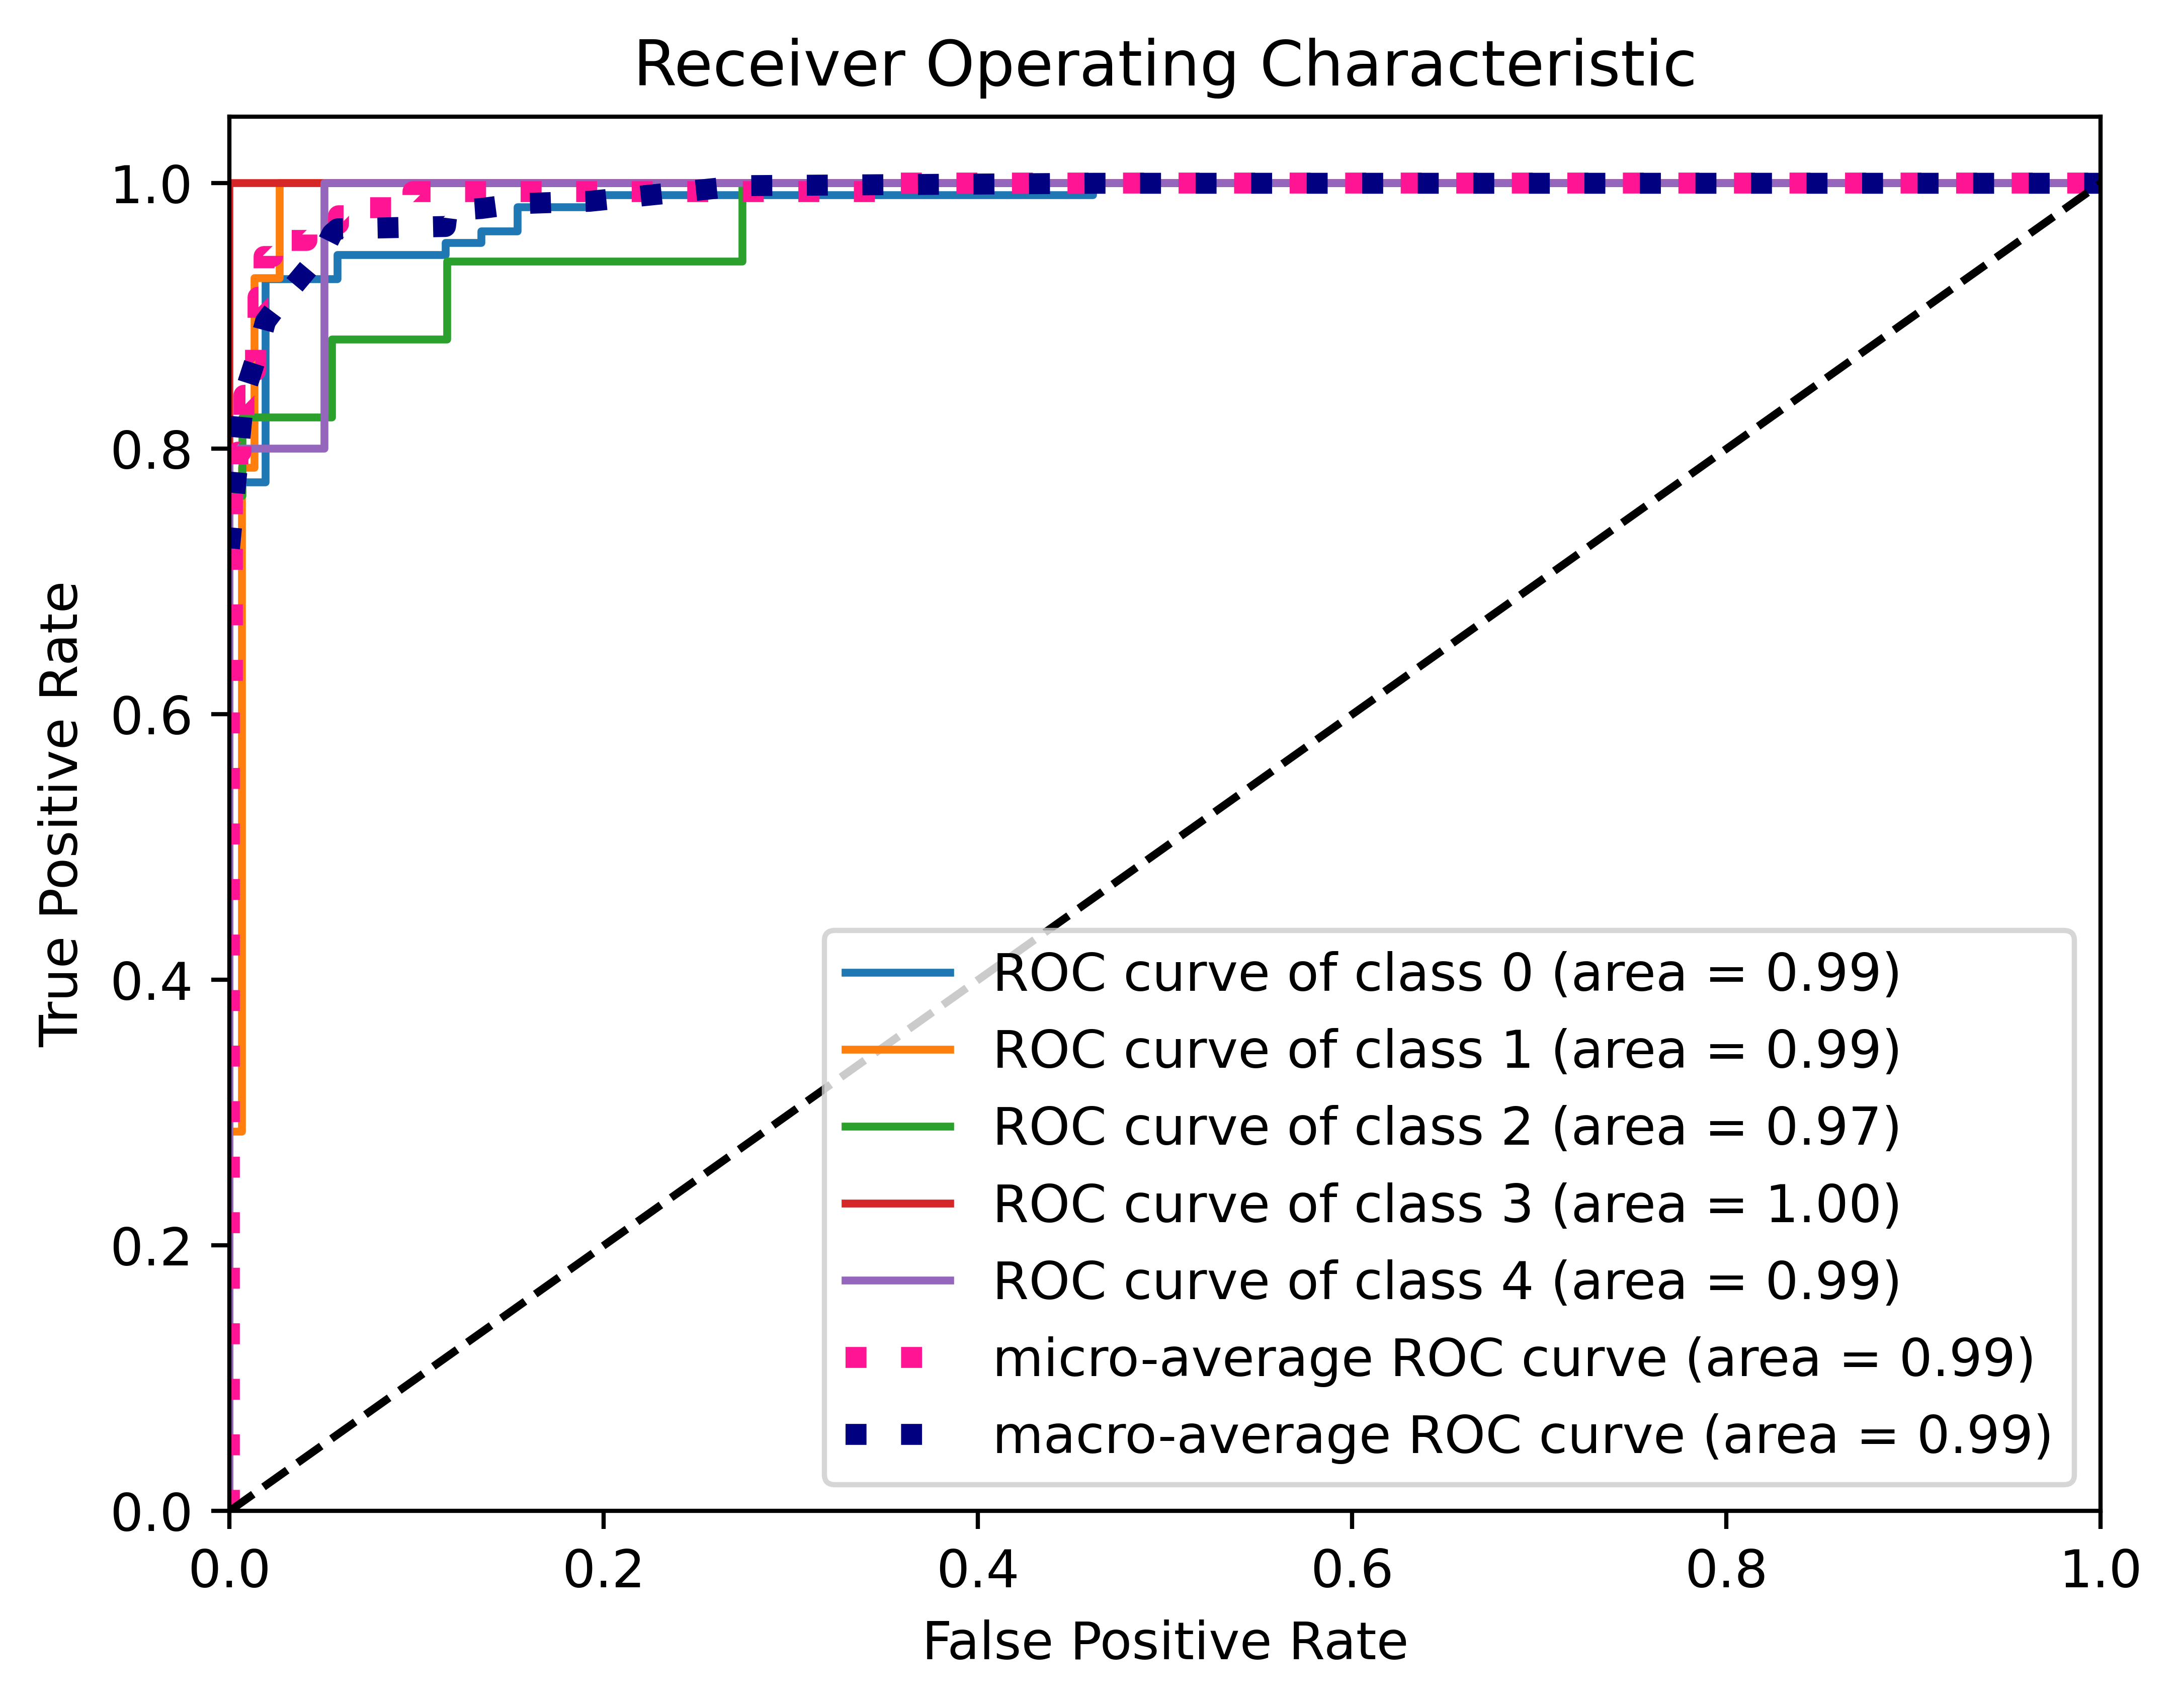 Receiver Operating Characteristic
1.0
0.8
0.6
0.4
0.2
0.0
True Positive Rate
ROC curve of class 0 (area = 0.99)
ROC curve of class 1 (area = 0.99)
ROC curve of class 2 (area = 0.97)
ROC curve of class 3 (area = 1.00)
ROC curve of class 4 (area = 0.99)
micro-average ROC curve (area = 0.99)
macro-average ROC curve (area = 0.99)
0.0 0.2 0.4 0.6 0.8 1.0
False Positive Rate